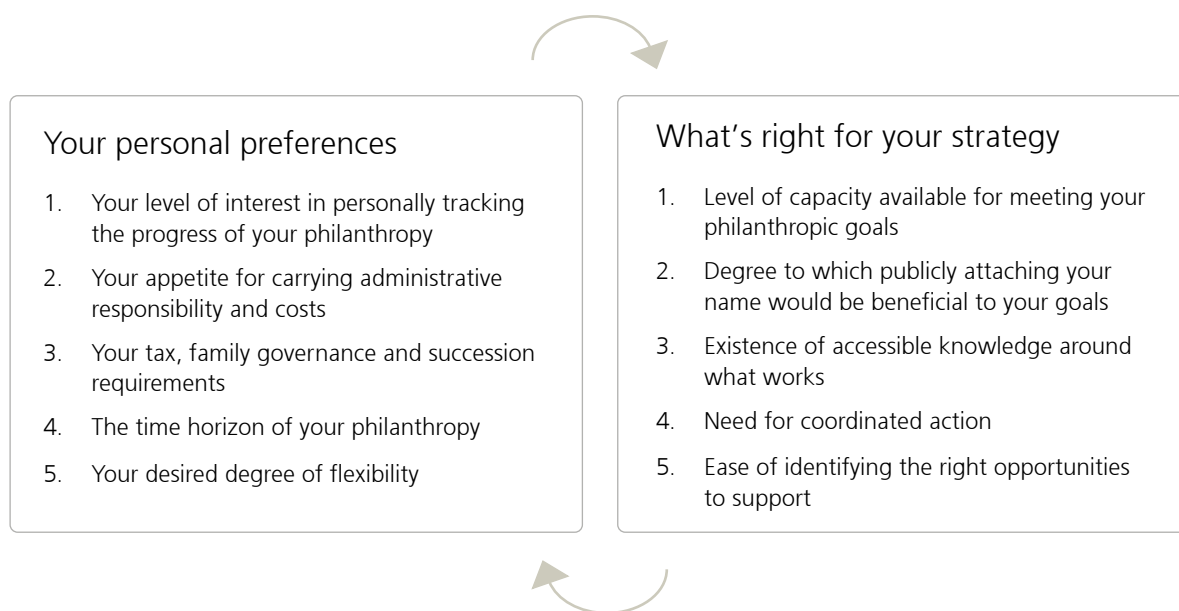 Your personal preferences
1. Your level of interest in personally tracking
the progress of your philanthropy
2. Your appetite for carrying administrative
responsibility and costs
3. Your tax, family governance and succession
requirements
4. The time horizon of your philanthropy
5. Your desired degree of flexibility
What’s right for your strategy
1. Level of capacity available for meeting your
philanthropic goals
2. Degree to which publicly attaching your
name would be beneficial to your goals
3. Existence of accessible knowledge around
what works
4. Need for coordinated action
5. Ease of identifying the right opportunities
to support